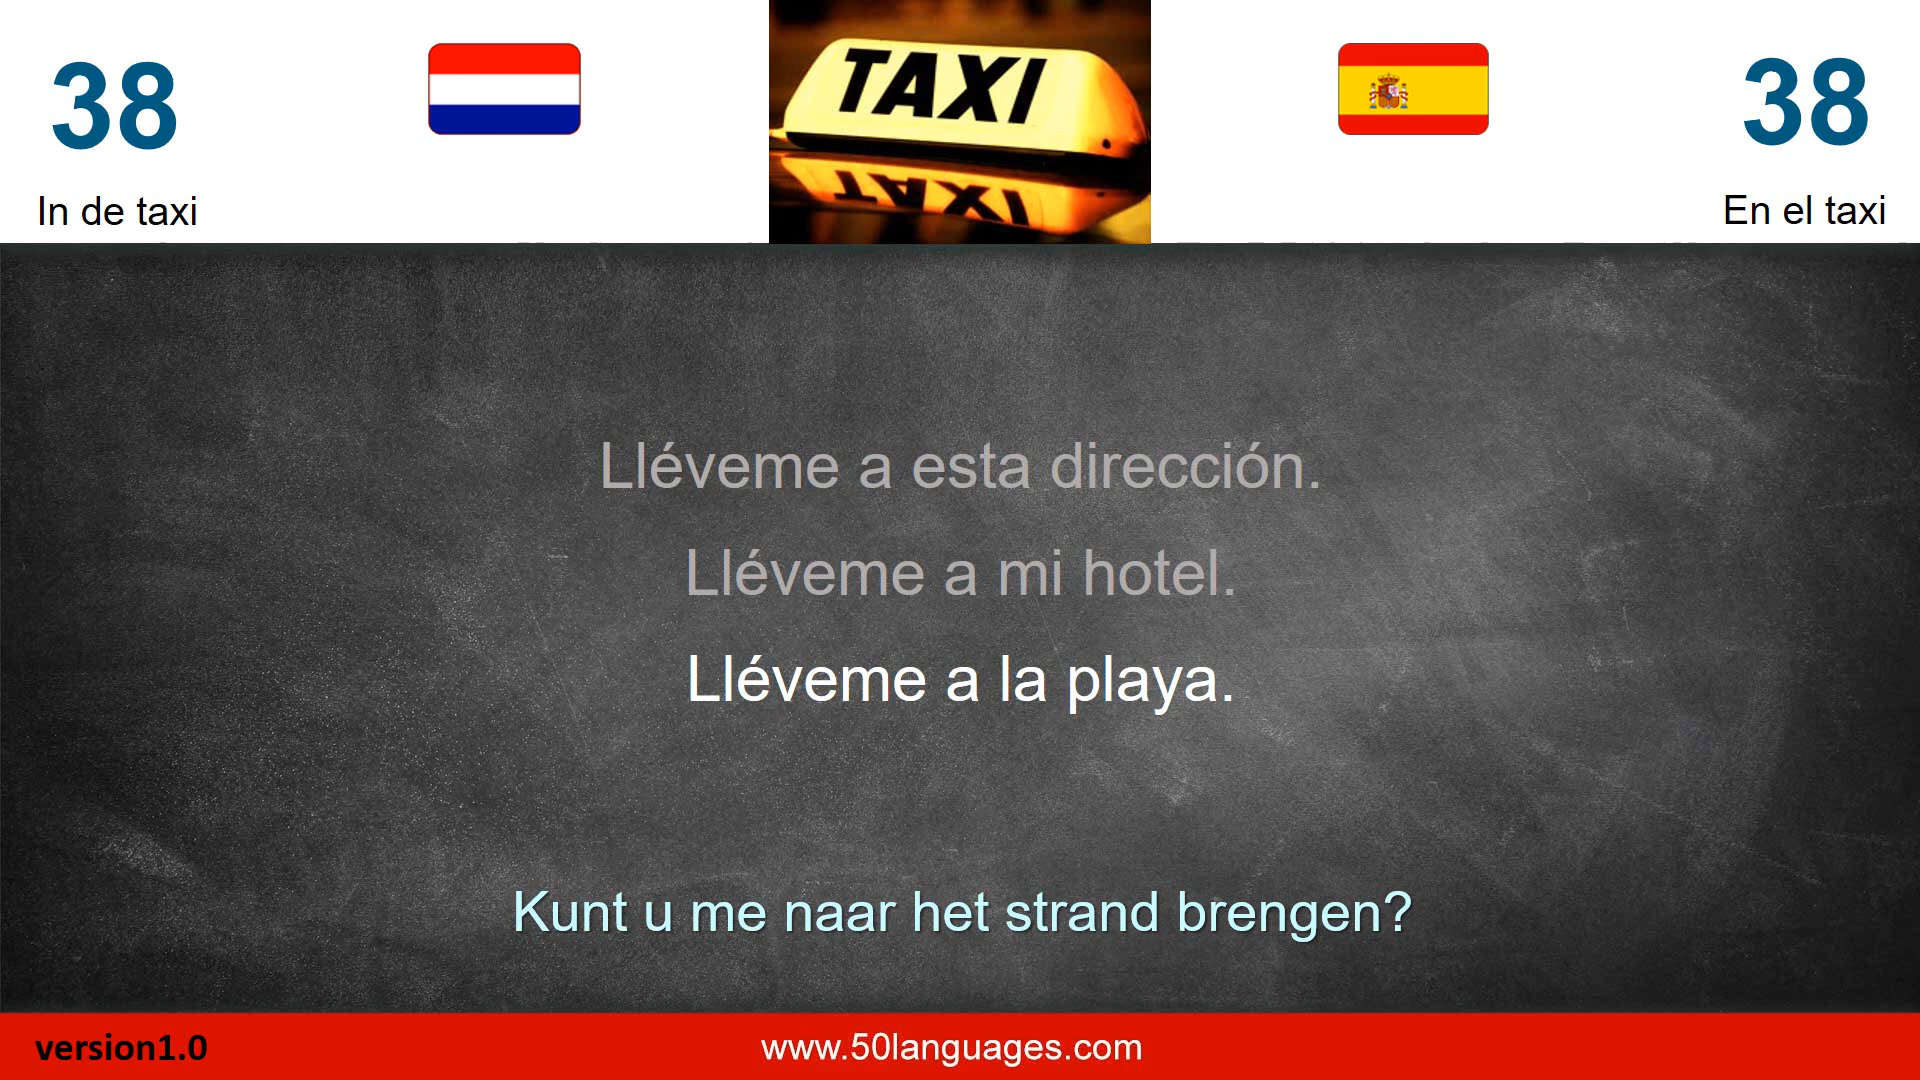 38
In de taxi
TAXI
TAXI
38
En el taxi
Lléveme a esta dirección.
Lléveme a mi hotel.
Lléveme a la playa.
Kunt u me naar het strand brengen?
version1.0
www.50languages.com